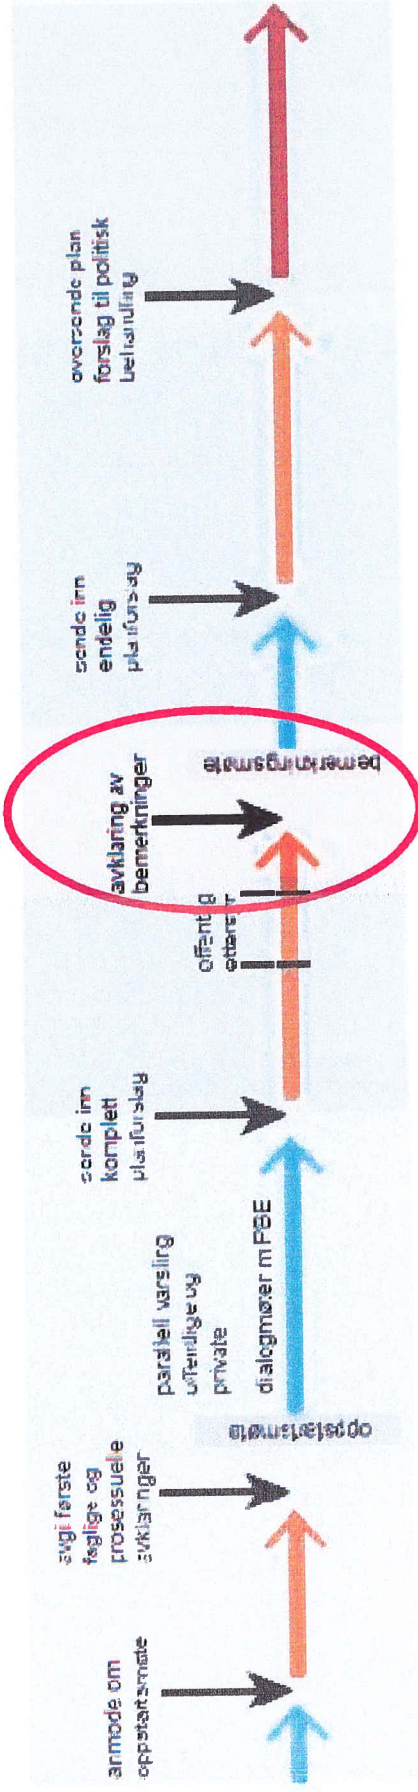 anmode om
oppstartsmøte
avgi første
faglige og
prosessuelle
avklaringer
oppstartsmøte
parallell varsling
offentlige og
private
dialogmøter m PBE
sende inn
komplett
planforslag
offentlig
ettersyn
avklaring av
bemerkninger
bemerkningsmøte
sende inn
endelig
planforslag
oversende plan
forslag til politisk
behandling